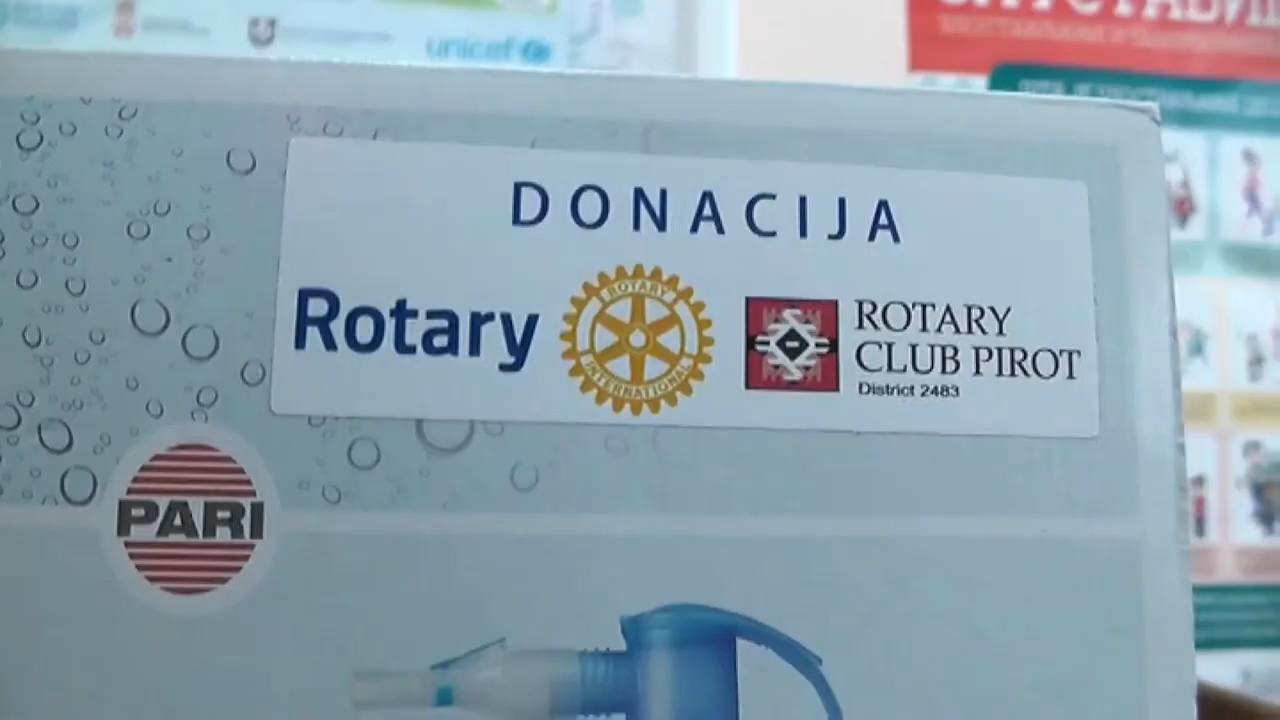 unicef
DONACIJA
Rotary
ROTARY
INTERNATIONAL
ROTARY
CLUB PIROT
District 2483
PARI